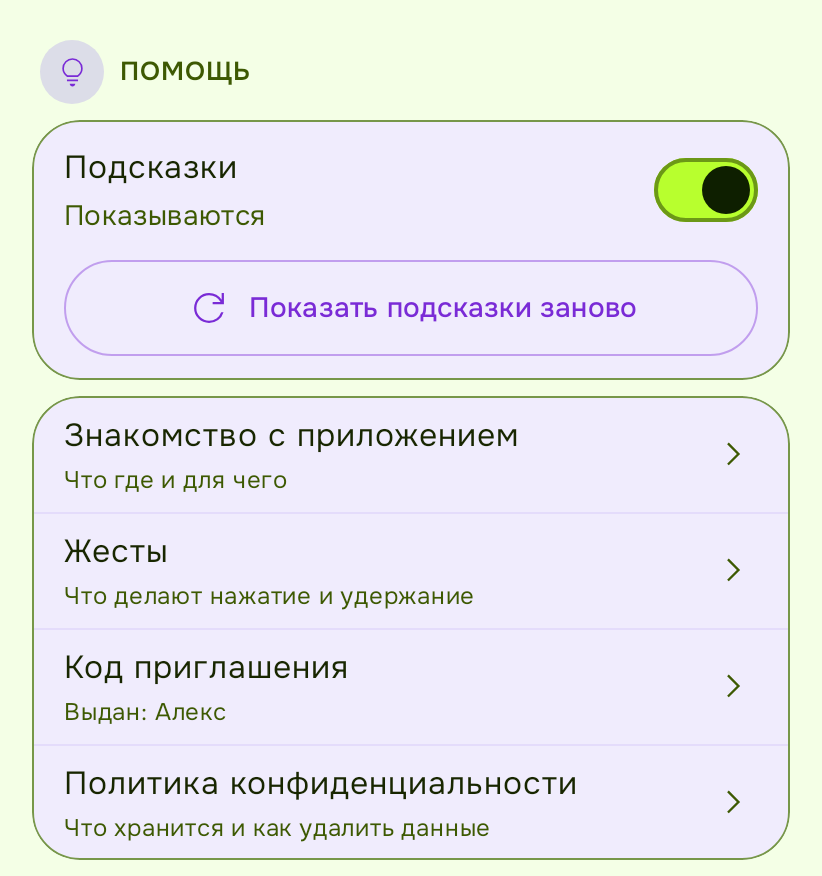 ПОМОЩЬ
Подсказки
Показываются
Показать подсказки заново
Знакомство с приложением
Что где и для чего
Жесты
Что делают нажатие и удержание
Код приглашения
Выдан: Алекс
Политика конфиденциальности
Что хранится и как удалить данные